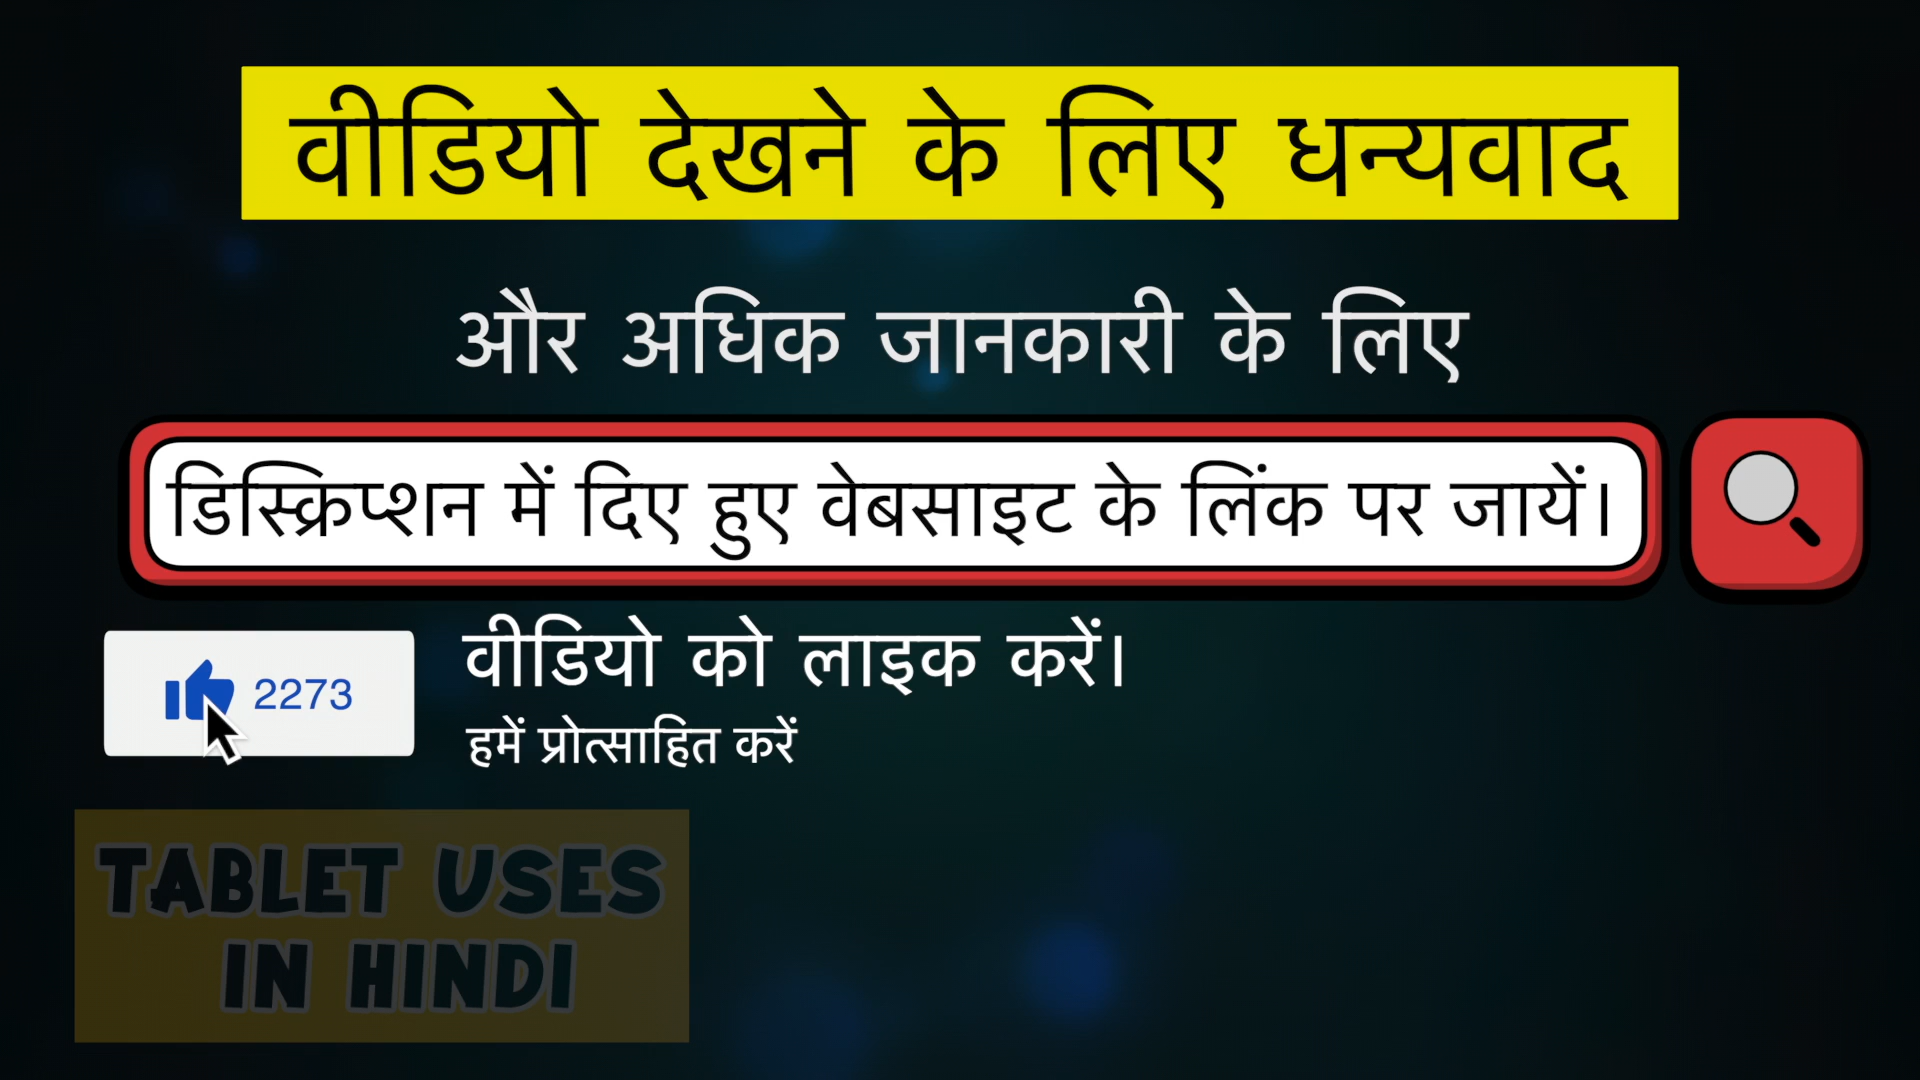 वीडियो देखने के लिए धन्यवाद
और अधिक जानकारी के लिए
डिस्क्रिप्शन में दिए हुए वेबसाइट के लिंक पर जायें।
2273
वीडियो को लाइक करें।
हमें प्रोत्साहित करें
TABLET USES
IN HINDI